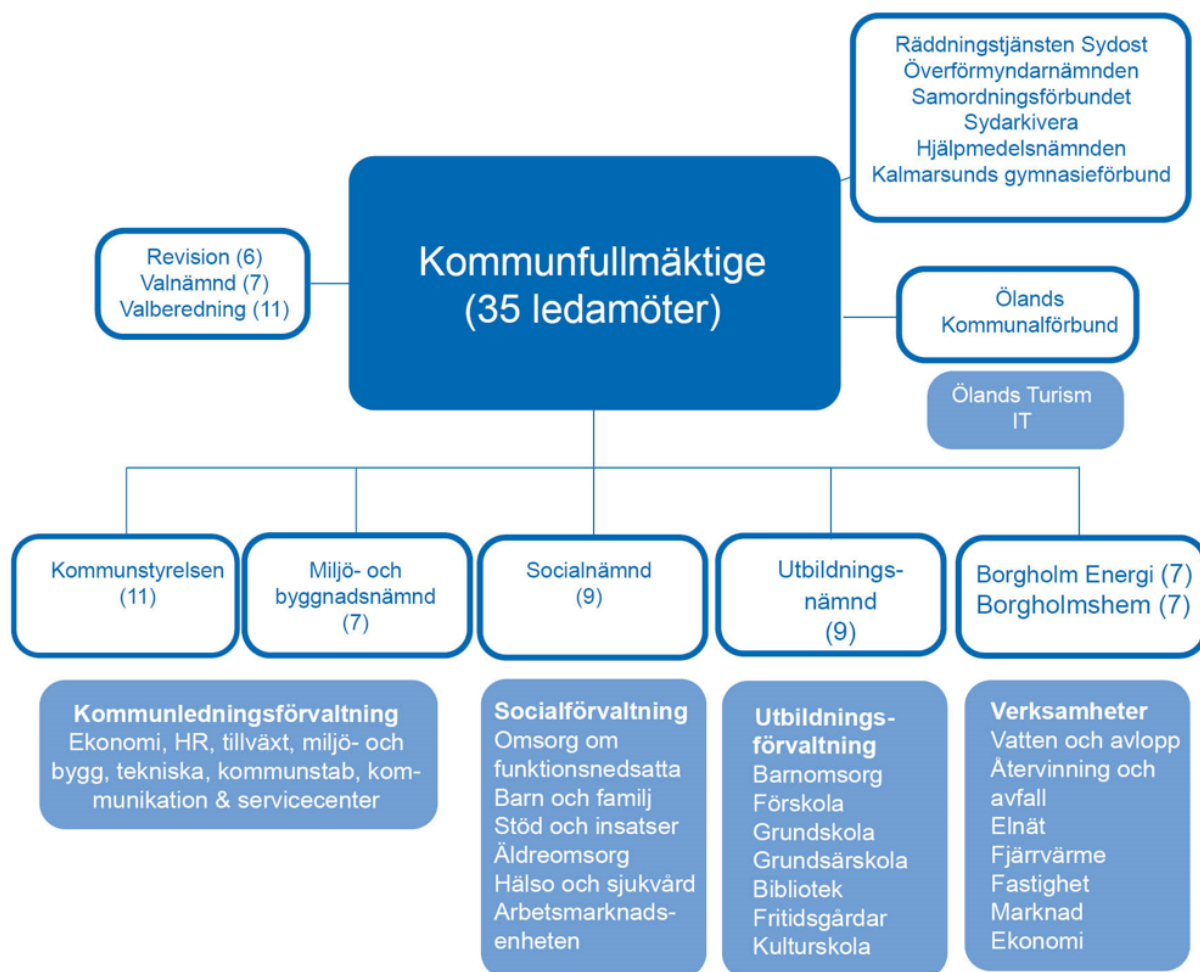 Räddningstjänsten Sydost
Överförmyndarnämnden
Samordningsförbundet
Sydarkivera
Hjälpmedelsnämnden
Kalmarsunds gymnasieförbund
Kommunfullmäktige
(35 ledamöter)
Revision (6)
Valnämnd (7)
Valberedning (11)
Ölands
Kommunalförbund
Ölands Turism
IT
Kommunstyrelsen
(11)
Miljö- och
byggnadsnämnd
(7)
Socialnämnd
(9)
Utbildnings-
nämnd
(9)
Borgholm Energi (7)
Borgholmshem (7)
Kommunledningsförvaltning
Ekonomi, HR, tillväxt, miljö- och
bygg, tekniska, kommunstab, kom-
munikation & servicecenter
Socialförvaltning
Omsorg om
funktionsnedsatta
Barn och familj
Stöd och insatser
Äldreomsorg
Hälso och sjukvård
Arbetsmarknads-
enheten
Utbildnings-
förvaltning
Barnomsorg
Förskola
Grundskola
Grundsärskola
Bibliotek
Fritidsgårdar
Kulturskola
Verksamheter
Vatten och avlopp
Återvinning och
avfall
Elnät
Fjärrvärme
Fastighet
Marknad
Ekonomi